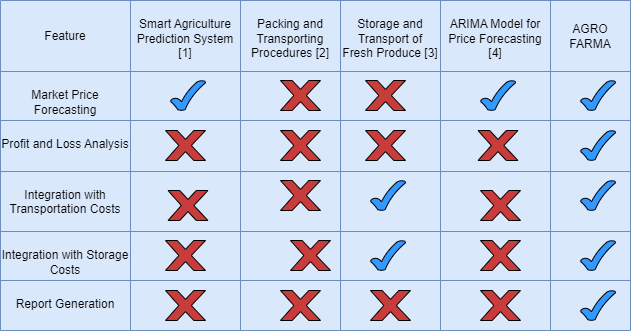 Feature
Smart Agriculture
Prediction System
[1]
Packing and
Transporting
Procedures [2]
Storage and
Transport of
Fresh Produce [3]
ARIMA Model for
Price Forecasting
[4]
AGRO
FARMA
Market Price
Forecasting
Profit and Loss Analysis
Integration with
Transportation Costs
Integration with Storage
Costs
Report Generation